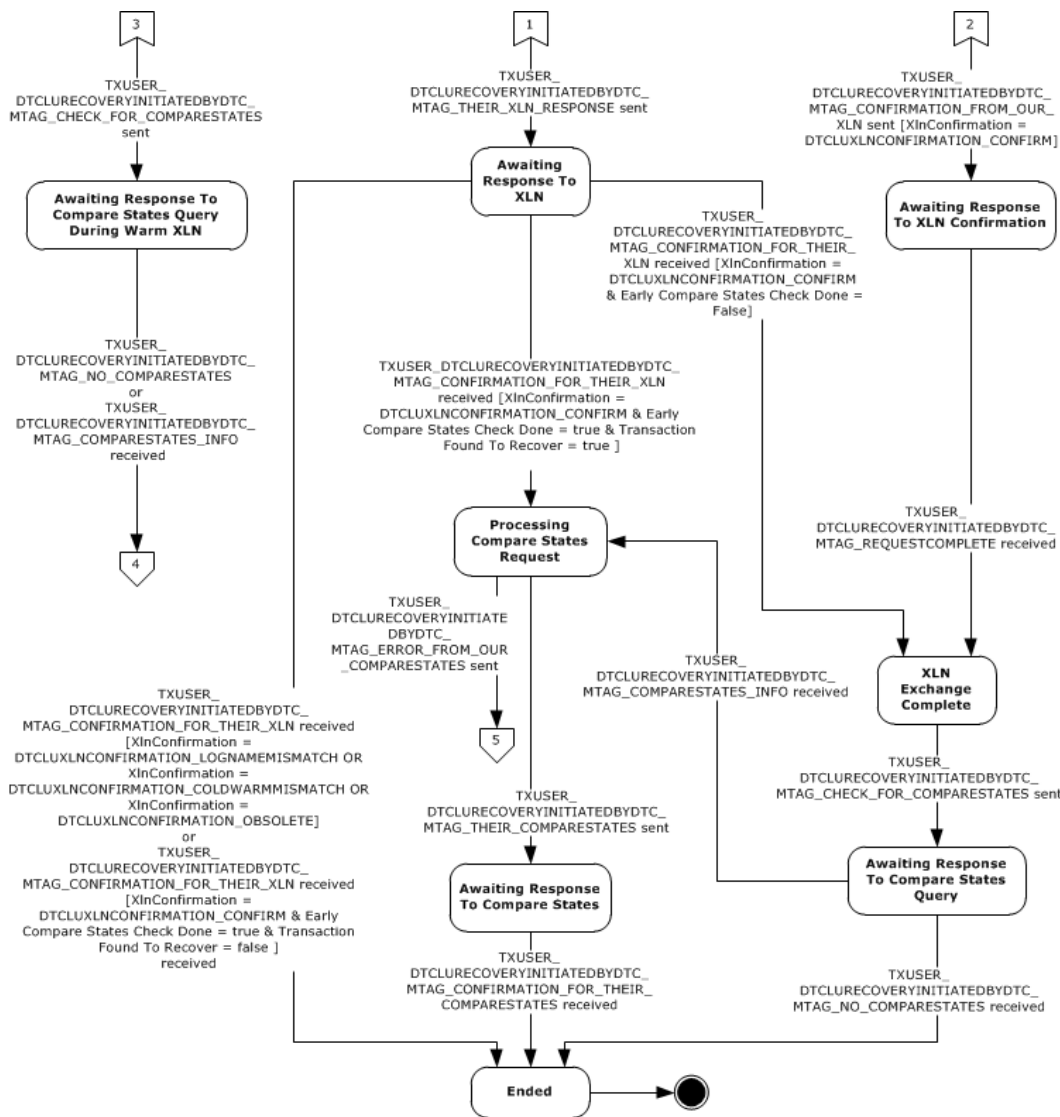 3
1
2
TXUSER_
DTCLURECOVERYINITIATEDBYDTC_
MTAG_CHECK_FOR_COMPARESTATES
sent
TXUSER_
DTCLURECOVERYINITIATEDBYDTC_
MTAG_THEIR_XLN_RESPONSE sent
TXUSER_
DTCLURECOVERYINITIATEDBYDTC_
MTAG_CONFIRMATION_FROM_OUR_
XLN sent [XlnConfirmation =
DTCLUXLNCONFIRMATION_CONFIRM]
Awaiting Response To
Compare States Query
During Warm XLN
Awaiting
Response To
XLN
Awaiting Response
To XLN Confirmation
TXUSER_
DTCLURECOVERYINITIATEDBYDTC_
MTAG_CONFIRMATION_FOR_THEIR_
XLN received [XlnConfirmation =
DTCLUXLNCONFIRMATION_CONFIRM
& Early Compare States Check Done =
False]
TXUSER_
DTCLURECOVERYINITIATEDBYDTC_
MTAG_NO_COMPARESTATES
or
TXUSER_
DTCLURECOVERYINITIATEDBYDTC_
MTAG_COMPARESTATES_INFO
received
TXUSER_DTCLURECOVERYINITIATEDBYDTC_
MTAG_CONFIRMATION_FOR_THEIR_XLN
received [XlnConfirmation =
DTCLUXLNCONFIRMATION_CONFIRM & Early
Compare States Check Done = true & Transaction
Found To Recover = true ]
4
Processing
Compare States
Request
TXUSER_
DTCLURECOVERYINITIATEDBYDTC_
MTAG_REQUESTCOMPLETE received
TXUSER_
DTCLURECOVERYINITIATE
DBYDTC_
MTAG_ERROR_FROM_OUR
_COMPARESTATES sent
TXUSER_
DTCLURECOVERYINITIATEDBYDTC_
MTAG_COMPARESTATES_INFO received
XLN
Exchange
Complete
5
TXUSER_
DTCLURECOVERYINITIATEDBYDTC_
MTAG_CONFIRMATION_FOR_THEIR_XLN received
[XlnConfirmation =
DTCLUXLNCONFIRMATION_LOGNAMEMISMATCH OR
XlnConfirmation =
DTCLUXLNCONFIRMATION_COLDWARMMISMATCH OR
XlnConfirmation =
DTCLUXLNCONFIRMATION_OBSOLETE]
or
TXUSER_
DTCLURECOVERYINITIATEDBYDTC_
MTAG_CONFIRMATION_FOR_THEIR_XLN received
[XlnConfirmation =
DTCLUXLNCONFIRMATION_CONFIRM & Early
Compare States Check Done = true & Transaction
Found To Recover = false ]
received
TXUSER_
DTCLURECOVERYINITIATEDBYDTC_
MTAG_THEIR_COMPARESTATES sent
TXUSER_
DTCLURECOVERYINITIATEDBYDTC_
MTAG_CHECK_FOR_COMPARESTATES sent
Awaiting Response
To Compare States
Awaiting Response
To Compare States
Query
TXUSER_
DTCLURECOVERYINITIATEDBYDTC_
MTAG_CONFIRMATION_FOR_THEIR_
COMPARESTATES received
TXUSER_
DTCLURECOVERYINITIATEDBYDTC_
MTAG_NO_COMPARESTATES received
Ended